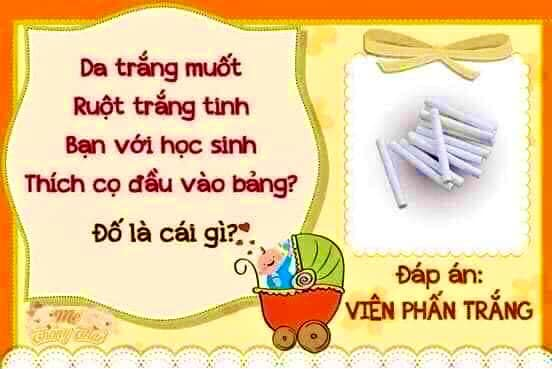 Da trắng muốt
Ruột trắng tinh
Bạn với học sinh
Thích cọ đầu vào bảng?
Đố là cái gì?
Đáp án:
VIÊN PHẤN TRẮNG
Mẹ